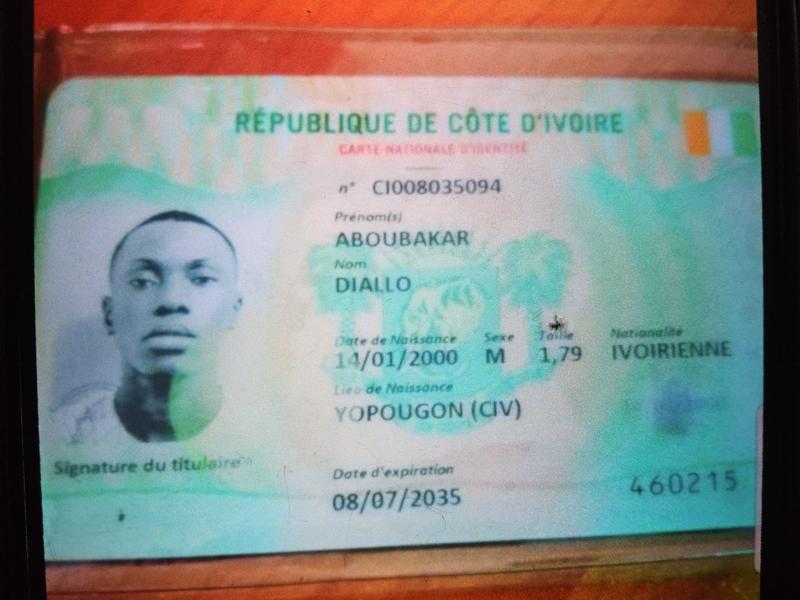 RÉPUBLIQUE DE CÔTE D'IVOIRE
CARTE NATIONALE D'IDENTITÉ
n° CI008035094
Prénom(s)
ABOUBAKAR
Nom
DIALLO
Date de Naissance Sexe Taille Nationalité
14/01/2000 M 1,79 IVOIRIENNE
Lieu de Naissance
YOPOUGON (CIV)
Signature du titulaire
Date d'expiration
08/07/2035
460215